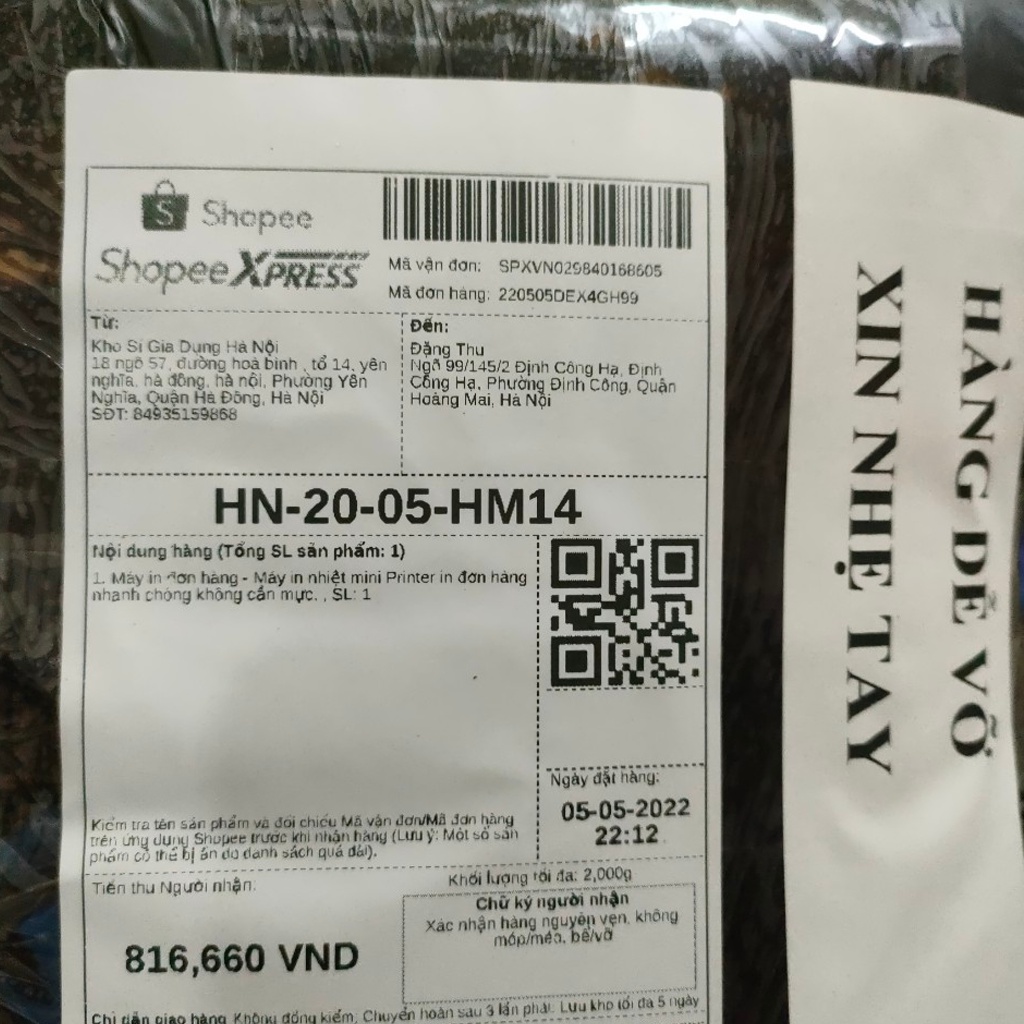 Shopee
Shopee XPRESS
Mã vận đơn: SPXVN029840168605
Mã đơn hàng: 220505DEX4GH99
Từ:
Kho Sỉ Gia Dụng Hà Nội
18 ngõ 57, đường hoà bình , tổ 14, yên
nghĩa, hà đông, hà nội, Phường Yên
Nghĩa, Quận Hà Đông, Hà Nội
SĐT: 84935159868
Đến:
Đặng Thu
Ngõ 99/145/2 Định Công Hạ, Định
Công Hạ, Phường Định Công, Quận
Hoàng Mai, Hà Nội
HN-20-05-HM14
Nội dung hàng (Tổng SL sản phẩm: 1)
1. Máy in đơn hàng - Máy in nhiệt mini Printer in đơn hàng
nhanh chóng không cần mực. , SL: 1
Kiểm tra tên sản phẩm và đối chiếu Mã vận đơn/Mã đơn hàng
trên ứng dụng Shopee trước khi nhận hàng (Lưu ý: Một số sản
phẩm có thể bị ẩn do danh sách quá dài).
Ngày đặt hàng:
05-05-2022
22:12
Tiền thu Người nhận:
816,660 VND
Khối lượng tối đa: 2,000g
Chữ ký người nhận
Xác nhận hàng nguyên vẹn, không
móp/méo, bể/vỡ
Chỉ dẫn giao hàng Không đồng kiểm, Chuyển hoàn sau 3 lần phát: Lưu kho tối đa 5 ngày
HÀNG DỄ VỠ
XIN NHẸ TAY